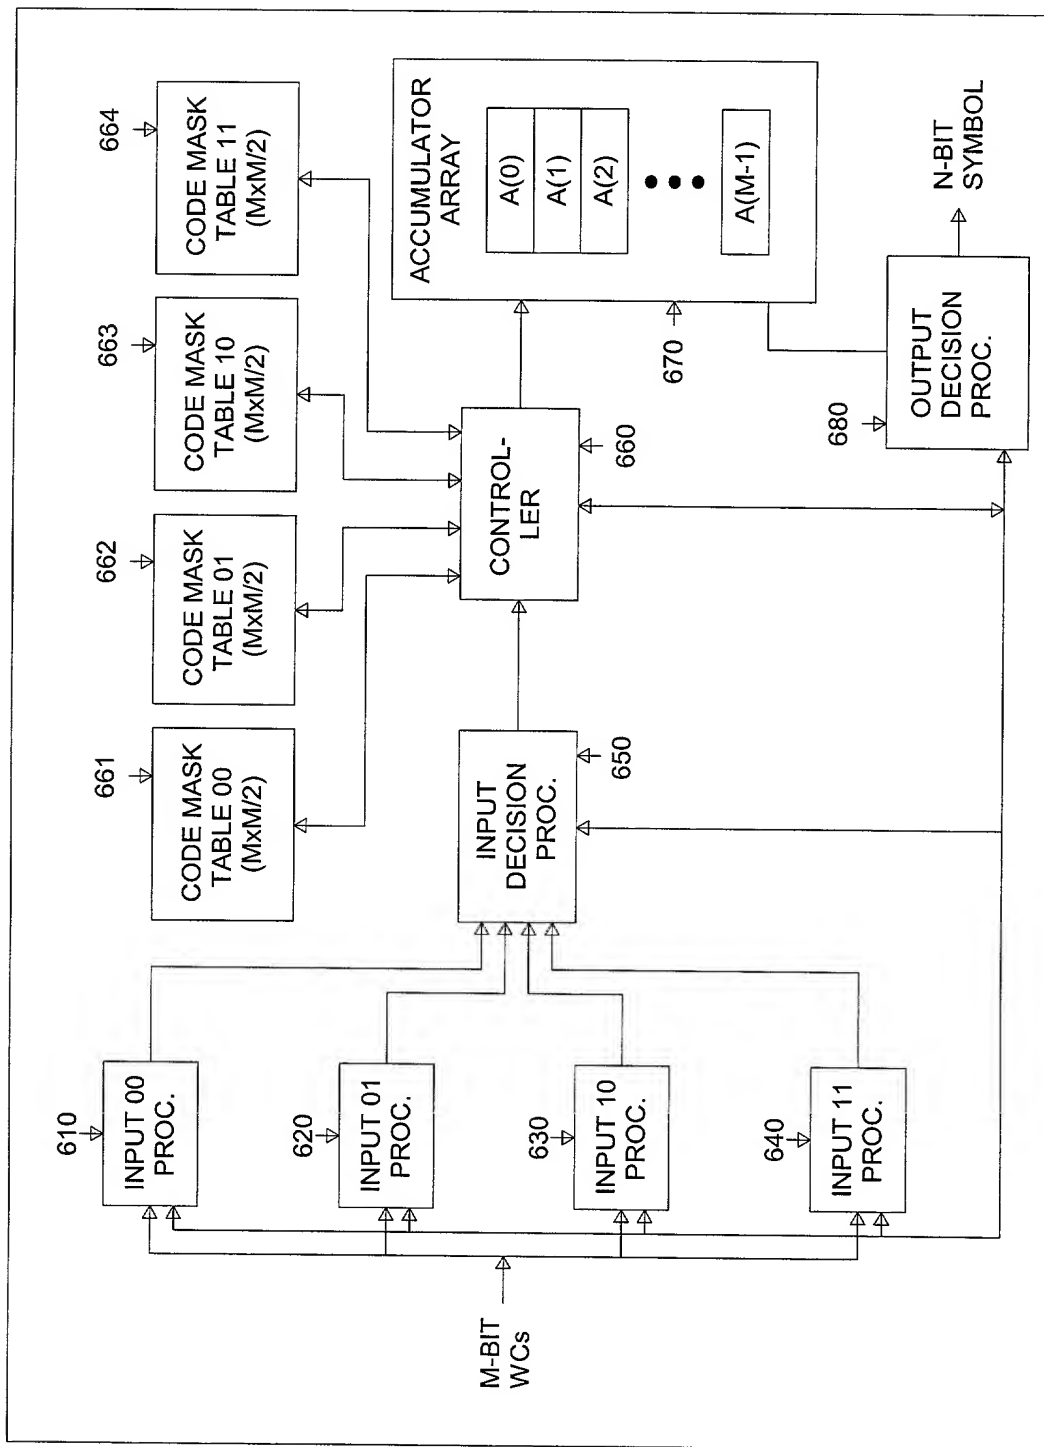 661
CODE MASK
TABLE 00
(MxM/2)
662
CODE MASK
TABLE 01
(MxM/2)
663
CODE MASK
TABLE 10
(MxM/2)
664
CODE MASK
TABLE 11
(MxM/2)
610
INPUT 00
PROC.
620
INPUT 01
PROC.
630
INPUT 10
PROC.
640
INPUT 11
PROC.
M-BIT
WCs
INPUT
DECISION
PROC.
650
CONTROL-
LER
660
ACCUMULATOR
ARRAY
A(0)
A(1)
A(2)
A(M-1)
670
680
OUTPUT
DECISION
PROC.
N-BIT
SYMBOL